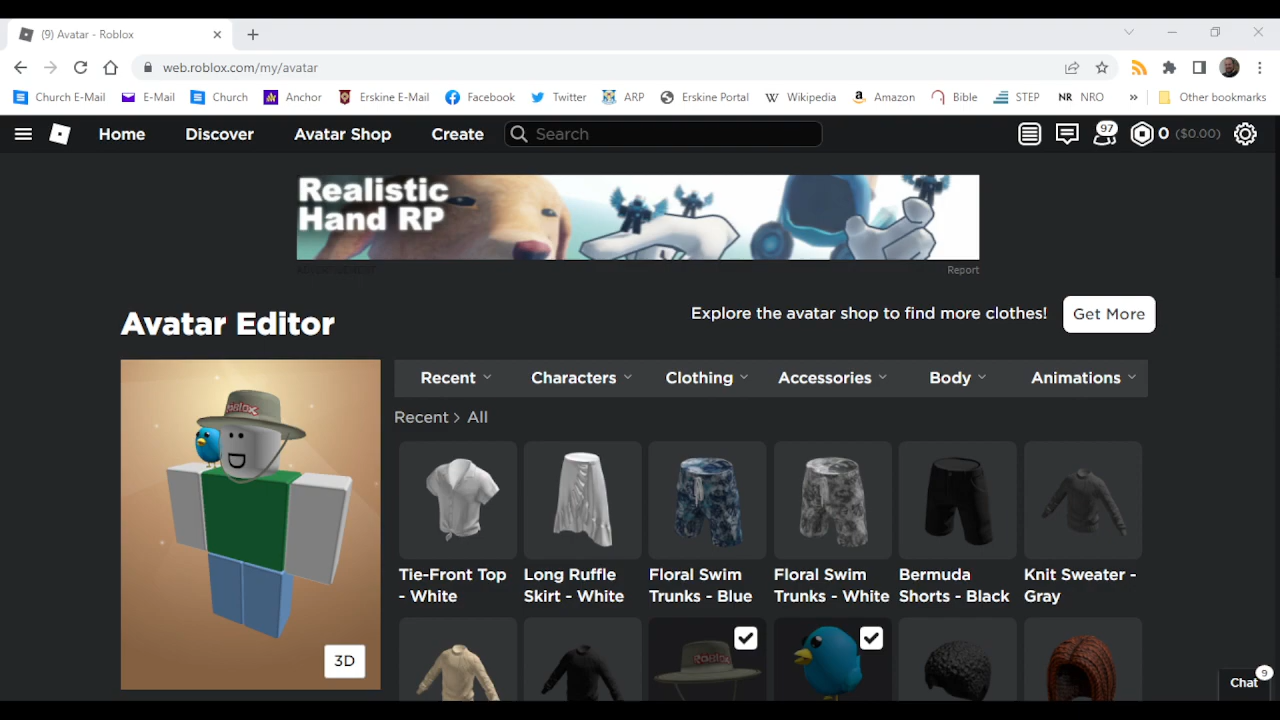 (9) Avatar - Roblox
web.roblox.com/my/avatar
Church E-Mail E-Mail Church Anchor Erskine E-Mail Facebook Twitter ARP Erskine Portal Wikipedia Amazon Bible STEP NRO » Other bookmarks
Home Discover Avatar Shop Create Search 97 0 ($0.00)
Realistic
Hand RP
ADVERTISEMENT Report
Explore the avatar shop to find more clothes! Get More
Avatar Editor
Recent Characters Clothing Accessories Body Animations
Recent > All
ROBLOX
Tie-Front Top Long Ruffle Floral Swim Floral Swim Bermuda Knit Sweater -
- White Skirt - White Trunks - Blue Trunks - White Shorts - Black Gray
ROBLOX
3D
Chat 9